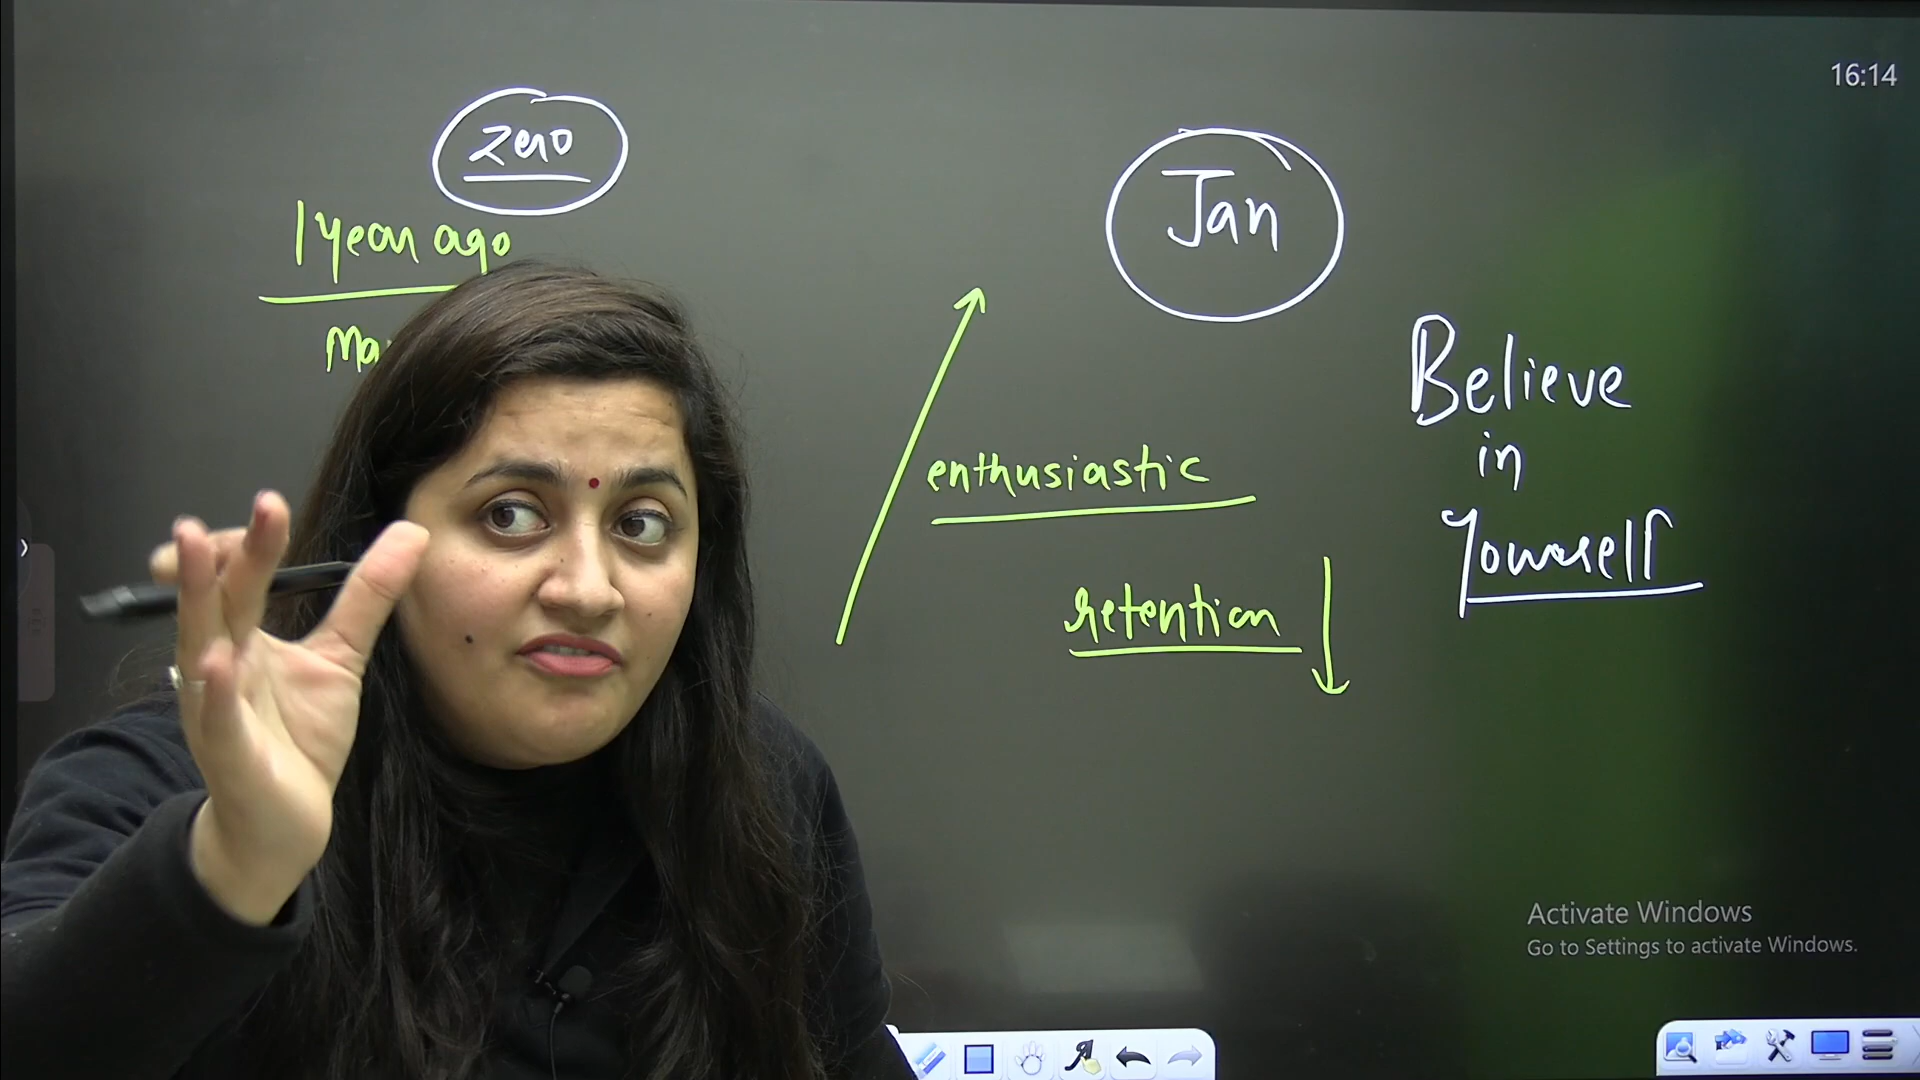 16:14
zero
1 year ago
Jan
Believe
in
Yourself
enthusiastic
retention
Activate Windows
Go to Settings to activate Windows.